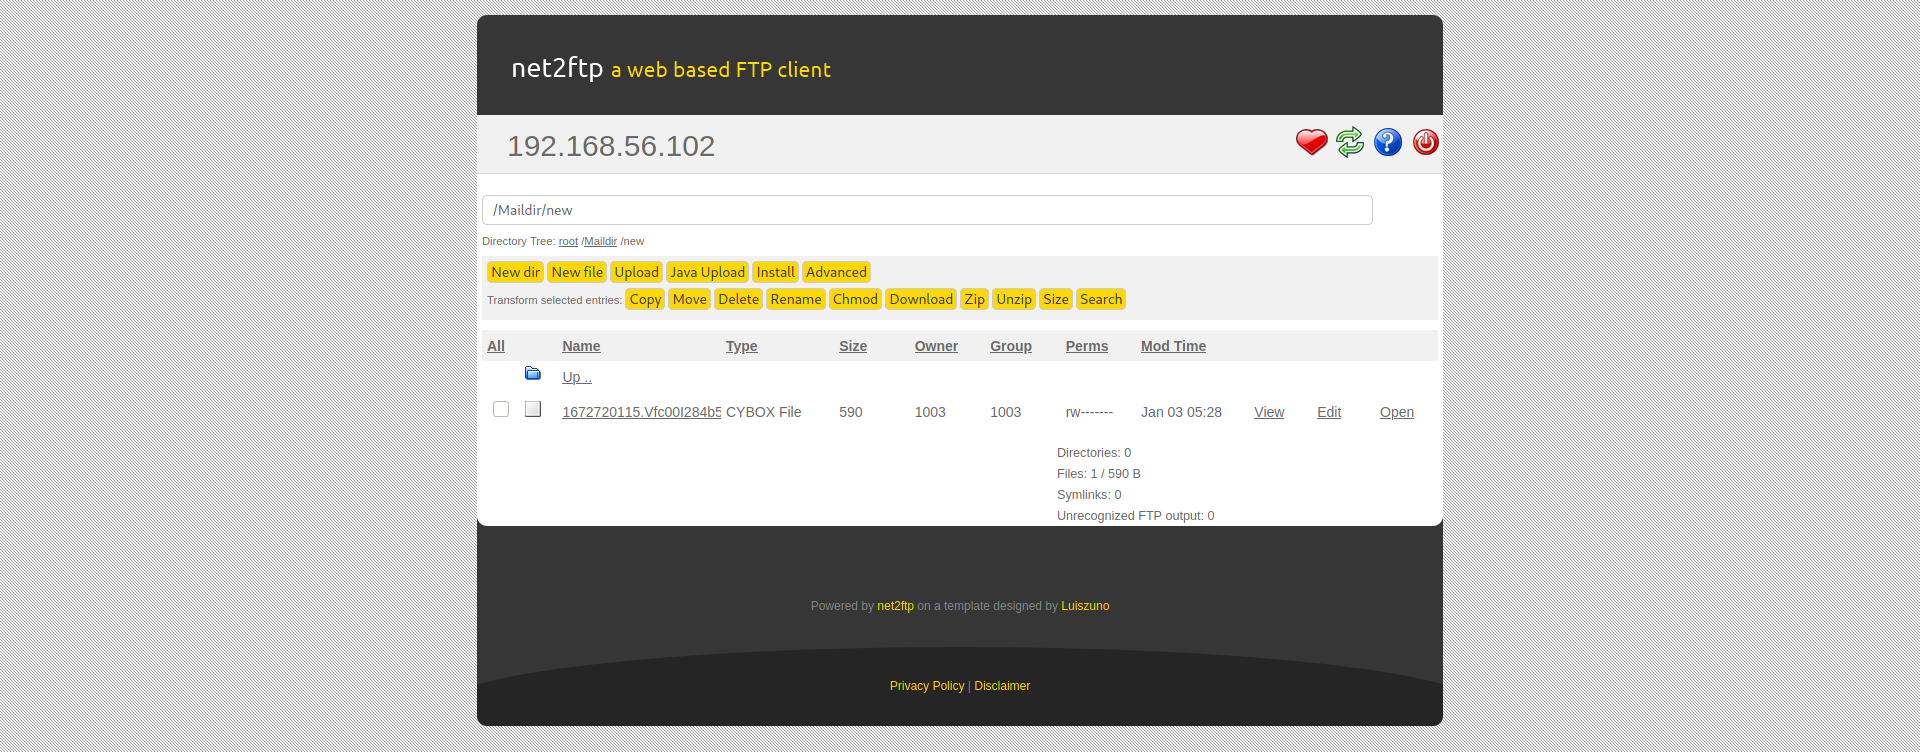 net2ftp a web based FTP client
192.168.56.102
/Maildir/new
Directory Tree: root /Maildir /new
New dir New file Upload Java Upload Install Advanced
Transform selected entries: Copy Move Delete Rename Chmod Download Zip Unzip Size Search
All Name Type Size Owner Group Perms Mod Time
Up ..
1672720115.Vfc00I284b5 CYBOX File 590 1003 1003 rw------- Jan 03 05:28 View Edit Open
Directories: 0
Files: 1 / 590 B
Symlinks: 0
Unrecognized FTP output: 0
Powered by net2ftp on a template designed by Luiszuno
Privacy Policy | Disclaimer